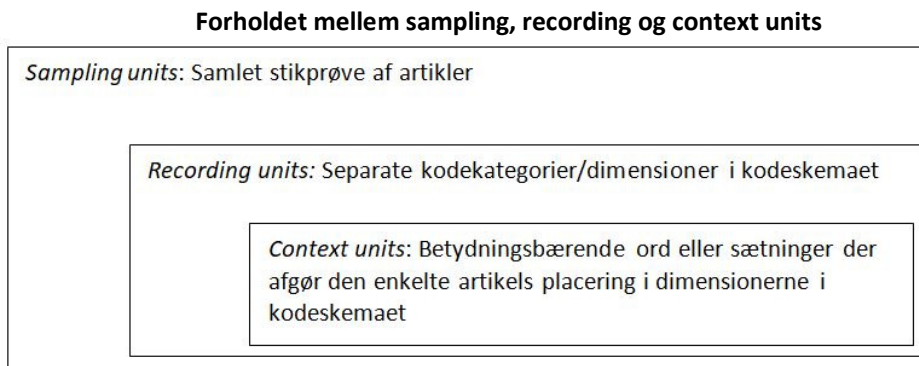 Forholdet mellem sampling, recording og context units
Sampling units: Samlet stikprøve af artikler
Recording units: Separate kodekategorier/dimensioner i kodeskemaet
Context units: Betydningsbærende ord eller sætninger der
afgør den enkelte artikels placering i dimensionerne i
kodeskemaet